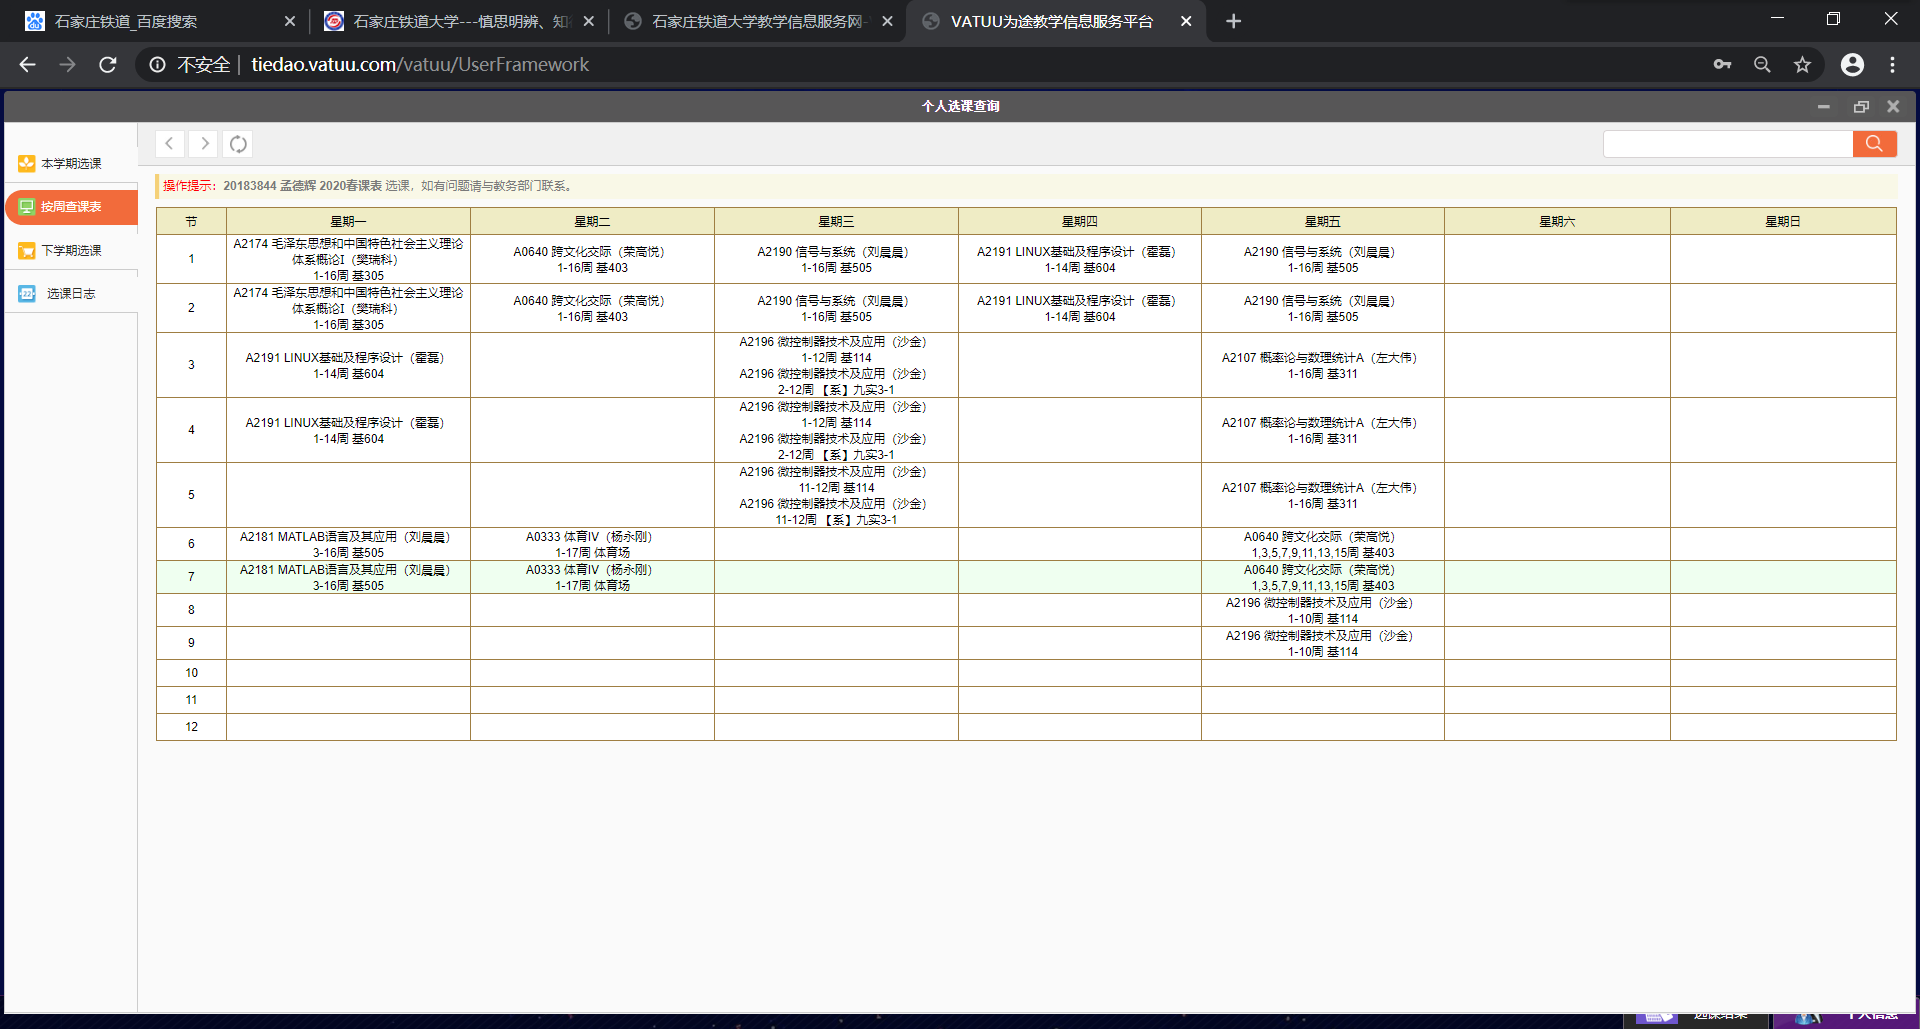 石家庄铁道_百度搜索
石家庄铁道大学---慎思明辨、知
石家庄铁道大学教学信息服务网-
VATUU为途教学信息服务平台
不安全 | tiedao.vatuu.com/vatuu/UserFramework
个人选课查询
本学期选课
按周查课表
下学期选课
选课日志
操作提示：20183844 孟德辉 2020春课表 选课，如有问题请与教务部门联系。
节 星期一 星期二 星期三 星期四 星期五 星期六 星期日
1
A2174 毛泽东思想和中国特色社会主义理论
体系概论I（樊瑞科）
1-16周 基305
A0640 跨文化交际（荣高悦）
1-16周 基403
A2190 信号与系统（刘晨晨）
1-16周 基505
A2191 LINUX基础及程序设计（霍磊）
1-14周 基604
A2190 信号与系统（刘晨晨）
1-16周 基505
2
A2174 毛泽东思想和中国特色社会主义理论
体系概论I（樊瑞科）
1-16周 基305
A0640 跨文化交际（荣高悦）
1-16周 基403
A2190 信号与系统（刘晨晨）
1-16周 基505
A2191 LINUX基础及程序设计（霍磊）
1-14周 基604
A2190 信号与系统（刘晨晨）
1-16周 基505
3
A2191 LINUX基础及程序设计（霍磊）
1-14周 基604
A2196 微控制器技术及应用（沙金）
1-12周 基114
A2196 微控制器技术及应用（沙金）
2-12周 【系】九实3-1
A2107 概率论与数理统计A（左大伟）
1-16周 基311
4
A2191 LINUX基础及程序设计（霍磊）
1-14周 基604
A2196 微控制器技术及应用（沙金）
1-12周 基114
A2196 微控制器技术及应用（沙金）
2-12周 【系】九实3-1
A2107 概率论与数理统计A（左大伟）
1-16周 基311
5
A2196 微控制器技术及应用（沙金）
11-12周 基114
A2196 微控制器技术及应用（沙金）
11-12周 【系】九实3-1
A2107 概率论与数理统计A（左大伟）
1-16周 基311
6
A2181 MATLAB语言及其应用（刘晨晨）
3-16周 基505
A0333 体育IV（杨永刚）
1-17周 体育场
A0640 跨文化交际（荣高悦）
1,3,5,7,9,11,13,15周 基403
7
A2181 MATLAB语言及其应用（刘晨晨）
3-16周 基505
A0333 体育IV（杨永刚）
1-17周 体育场
A0640 跨文化交际（荣高悦）
1,3,5,7,9,11,13,15周 基403
8
A2196 微控制器技术及应用（沙金）
1-10周 基114
9
A2196 微控制器技术及应用（沙金）
1-10周 基114
10
11
12
选课结果
个人信息